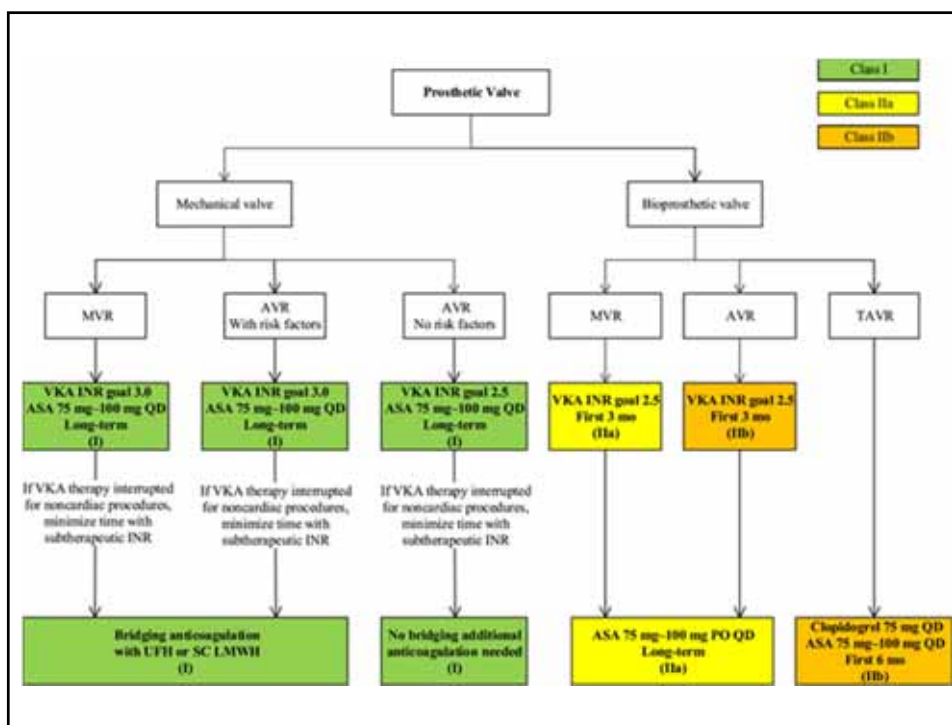 Class I
Class IIa
Class IIb
Prosthetic Valve
Mechanical valve
Bioprosthetic valve
MVR
AVR
With risk factors
AVR
No risk factors
MVR
AVR
TAVR
VKA INR goal 3.0
ASA 75 mg–100 mg QD
Long-term
(I)
VKA INR goal 3.0
ASA 75 mg–100 mg QD
Long-term
(I)
VKA INR goal 2.5
ASA 75 mg–100 mg QD
Long-term
(I)
VKA INR goal 2.5
First 3 mo
(IIa)
VKA INR goal 2.5
First 3 mo
(IIb)
If VKA therapy interrupted
for noncardiac procedures,
minimize time with
subtherapeutic INR
If VKA therapy interrupted
for noncardiac procedures,
minimize time with
subtherapeutic INR
If VKA therapy interrupted
for noncardiac procedures,
minimize time with
subtherapeutic INR
Bridging anticoagulation
with UFH or SC LMWH
(I)
No bridging additional
anticoagulation needed
(I)
ASA 75 mg–100 mg PO QD
Long-term
(IIa)
Clopidogrel 75 mg QD
ASA 75 mg–100 mg QD
First 6 mo
(IIb)